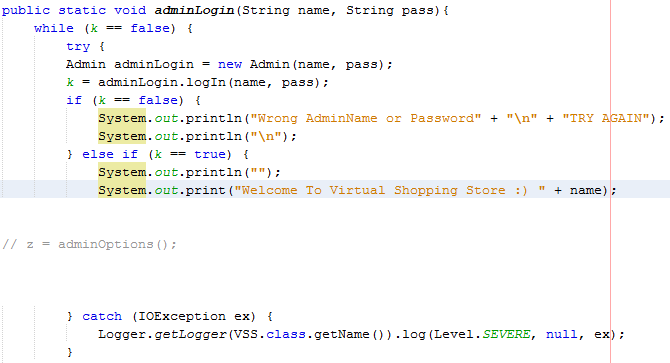 public static void adminLogin(String name, String pass){
while (k == false) {
try {
Admin adminLogin = new Admin(name, pass);
k = adminLogin.logIn(name, pass);
if (k == false) {
System.out.println("Wrong AdminName or Password" + "\n" + "TRY AGAIN");
System.out.println("\n");
} else if (k == true) {
System.out.println("");
System.out.print("Welcome To Virtual Shopping Store :) " + name);
// z = adminOptions();
} catch (IOException ex) {
Logger.getLogger(VSS.class.getName()).log(Level.SEVERE, null, ex);
}